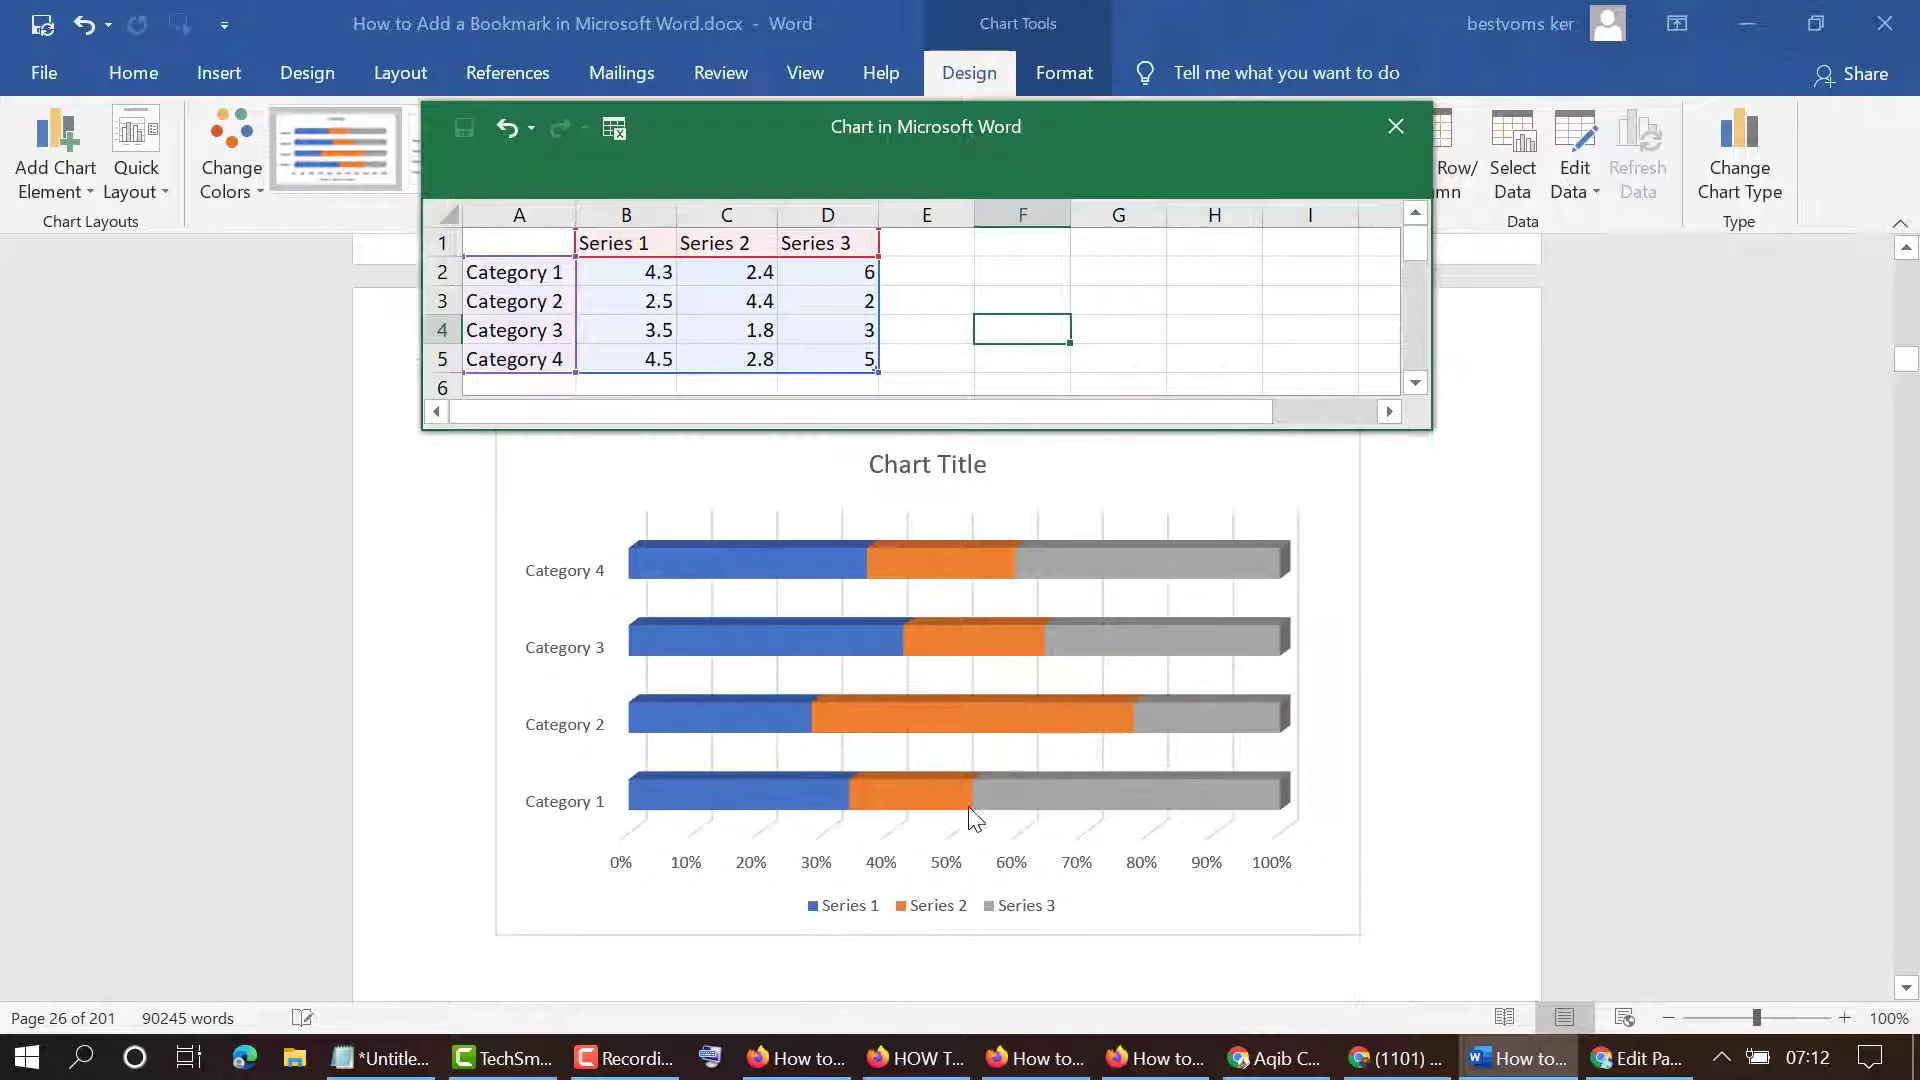 How to Add a Bookmark in Microsoft Word.docx - Word
Chart Tools
bestvoms ker
File Home Insert Design Layout References Mailings Review View Help Design Format Tell me what you want to do Share
Add Chart
Element
Quick
Layout
Chart Layouts
Change
Colors
Chart in Microsoft Word
Row/
mn
Select
Data
Edit
Data
Refresh
Data
Data
Change
Chart Type
Type
A B C D E F G H I
1 Series 1 Series 2 Series 3
2 Category 1 4.3 2.4 6
3 Category 2 2.5 4.4 2
4 Category 3 3.5 1.8 3
5 Category 4 4.5 2.8 5
6
Chart Title
Category 4
Category 3
Category 2
Category 1
0% 10% 20% 30% 40% 50% 60% 70% 80% 90% 100%
Series 1 Series 2 Series 3
Page 26 of 201 90245 words 100%
*Untitle... TechSm... Recordi... How to... HOW T... How to... How to... Aqib C... (1101) ... How to... Edit Pa... 07:12